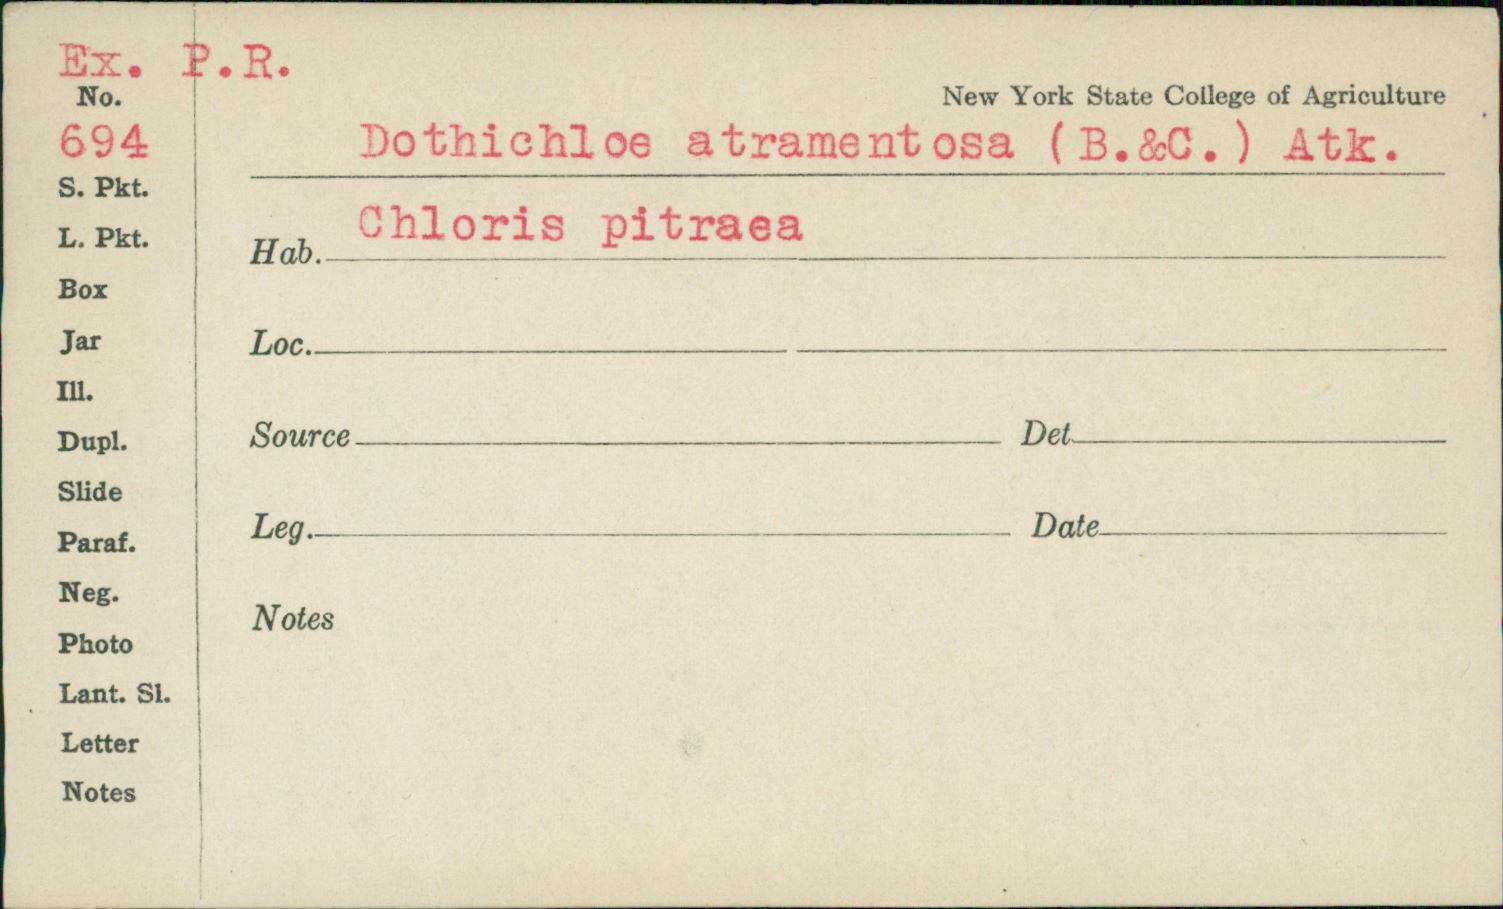 Ex. P.R.
No.
New York State College of Agriculture
694
Dothichloe atramentosa (B.&C.) Atk.
S. Pkt.
Chloris pitraea
L. Pkt.
Hab.
Box
Jar
Loc.
Ill.
Dupl.
Source Det.
Slide
Leg. Date
Paraf.
Neg.
Notes
Photo
Lant. Sl.
Letter
Notes